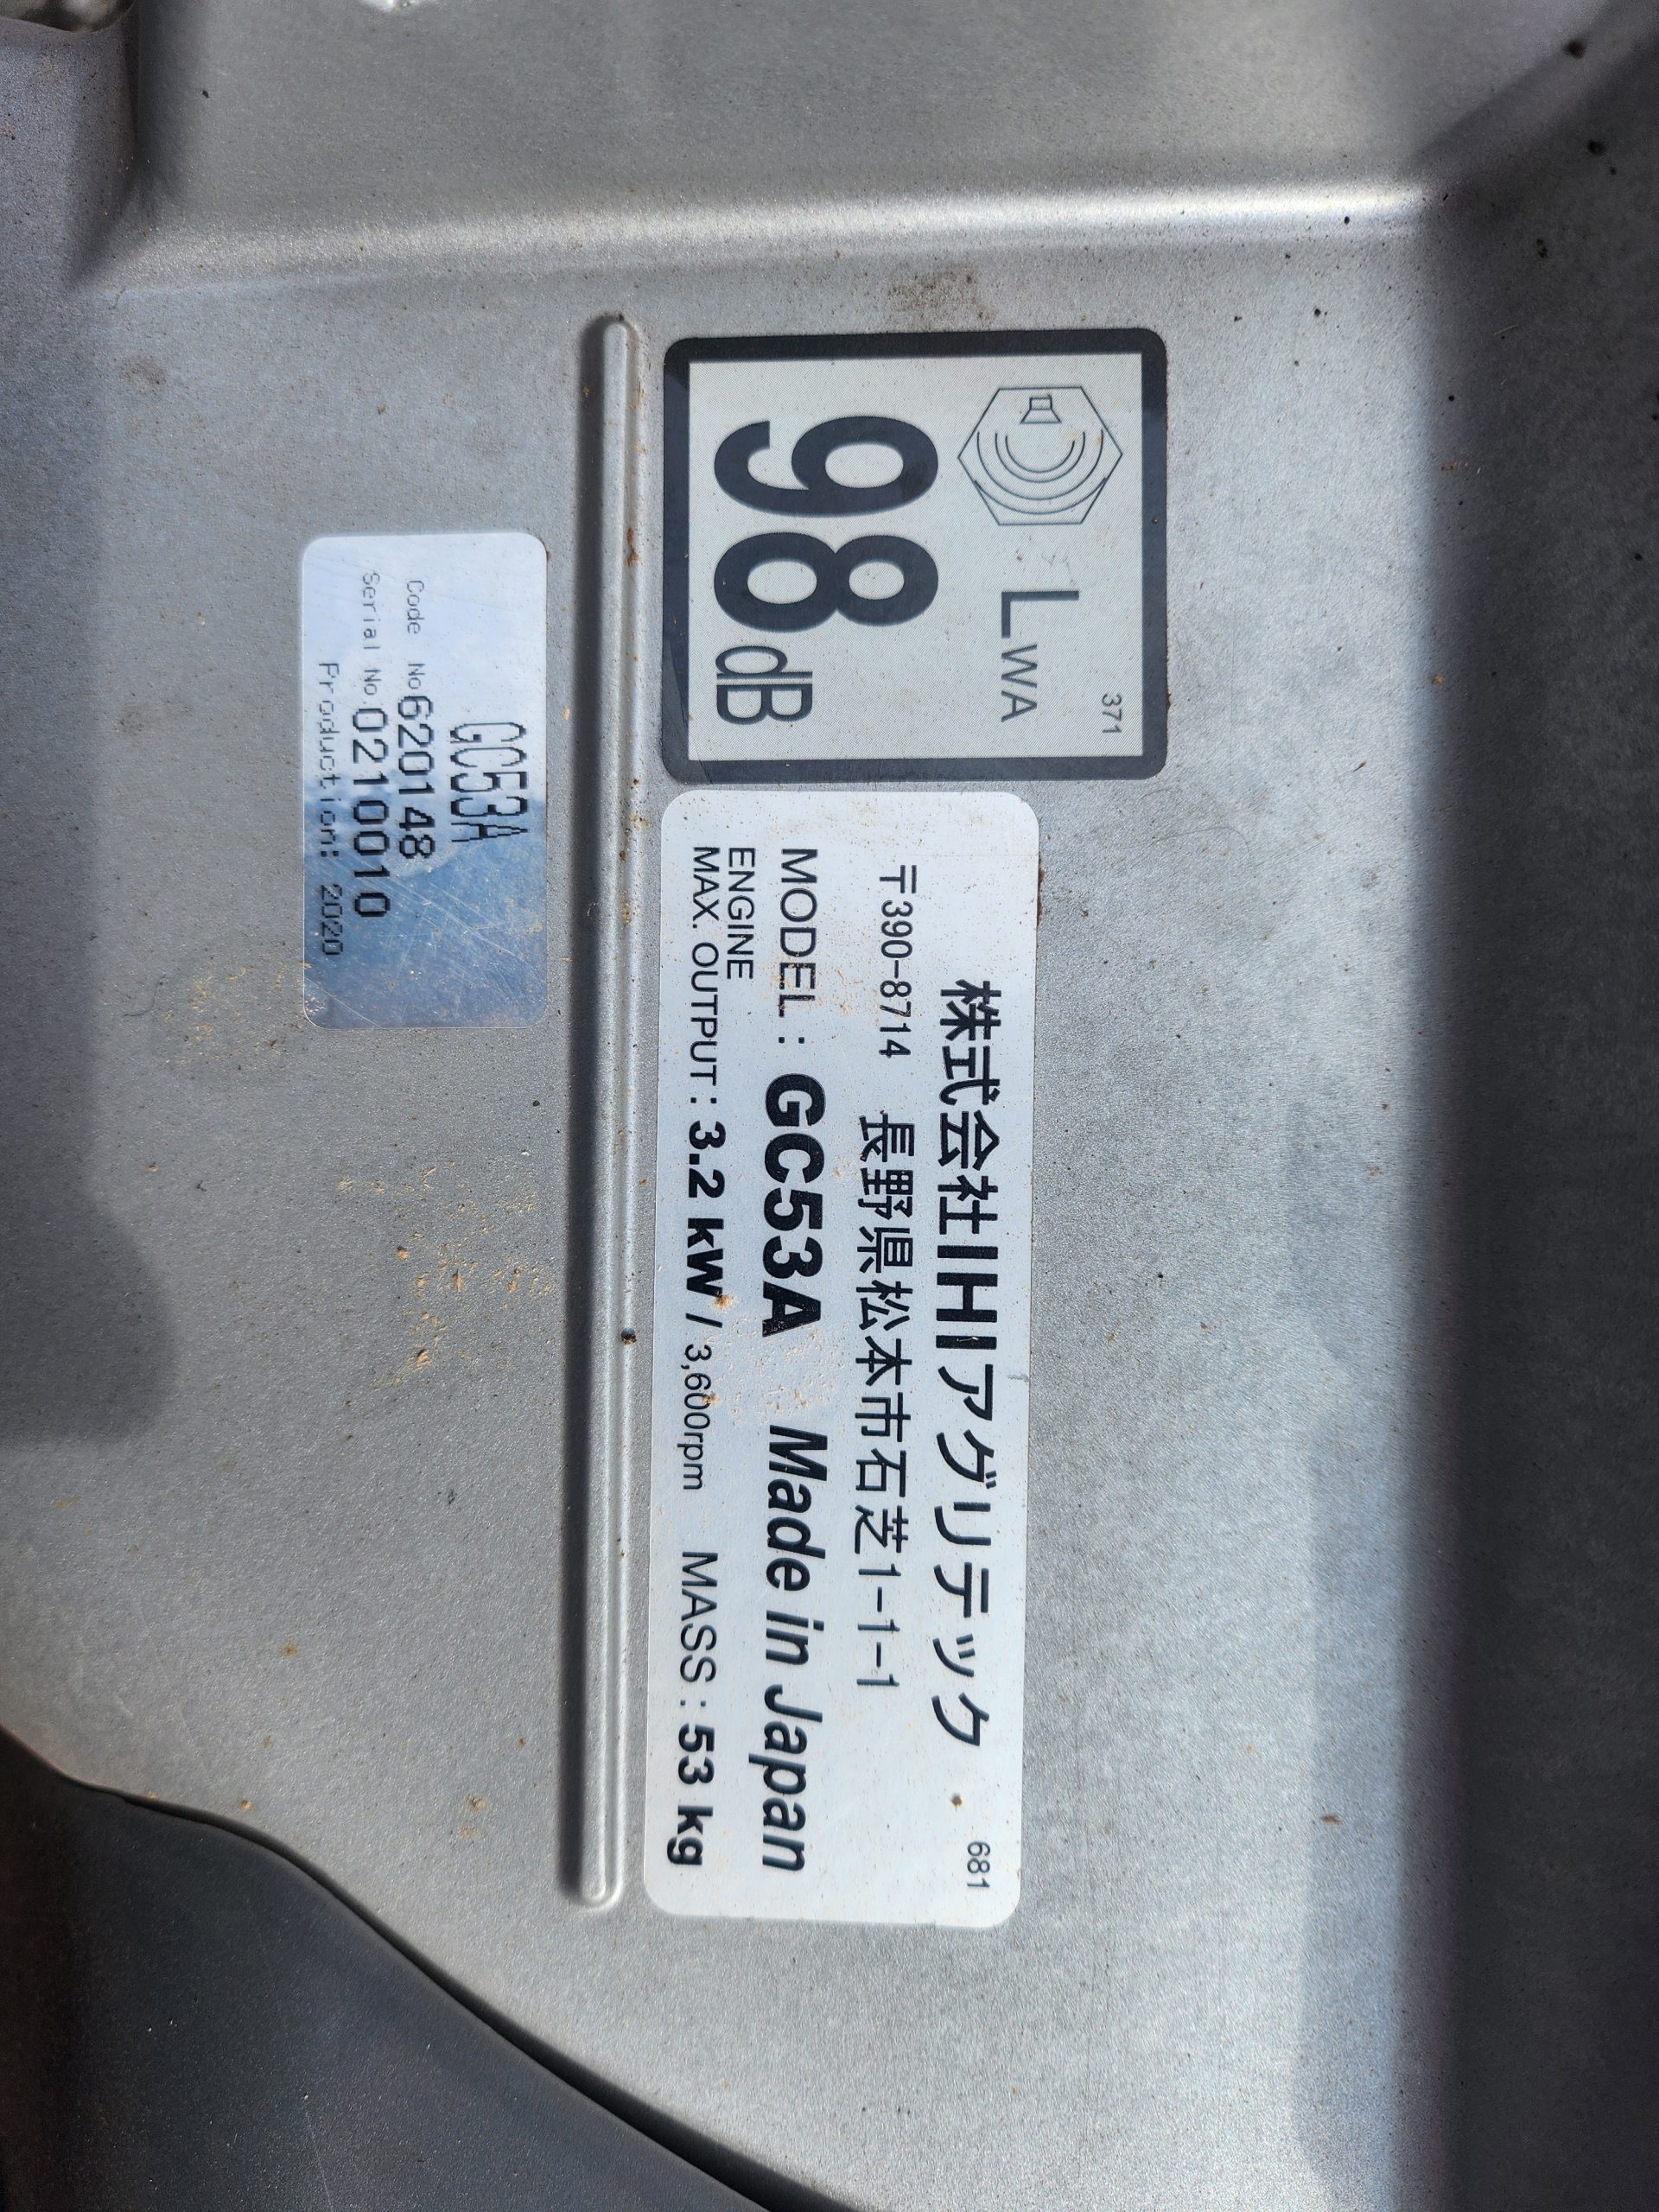 371
LWA
98dB
681
株式会社IHIアグリテック
〒390-8714 長野県松本市石芝1-1-1
MODEL : GC53A Made in Japan
ENGINE
MAX. OUTPUT : 3.2 kW / 3,600rpm MASS : 53 kg
GC53A
Code No 620148
Serial No 0210010
Production: 2020